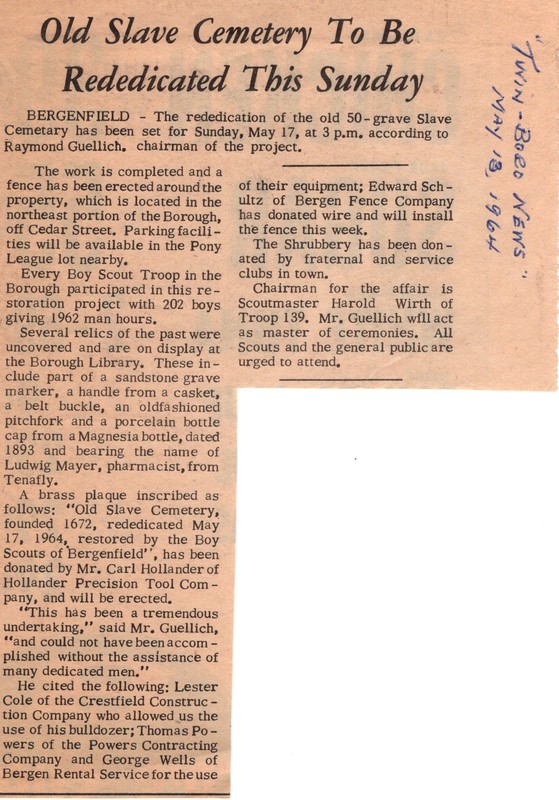 Old Slave Cemetery To Be
Rededicated This Sunday
BERGENFIELD - The rededication of the old 50-grave Slave
Cemetary has been set for Sunday, May 17, at 3 p.m. according to
Raymond Guellich. chairman of the project.
The work is completed and a
fence has been erected around the
property, which is located in the
northeast portion of the Borough,
off Cedar Street. Parking facili-
ties will be available in the Pony
League lot nearby.
Every Boy Scout Troop in the
Borough participated in this re-
storation project with 202 boys
giving 1962 man hours.
Several relics of the past were
uncovered and are on display at
the Borough Library. These in-
clude part of a sandstone grave
marker, a handle from a casket,
a belt buckle, an oldfashioned
pitchfork and a porcelain bottle
cap from a Magnesia bottle, dated
1893 and bearing the name of
Ludwig Mayer, pharmacist, from
Tenafly.
A brass plaque inscribed as
follows: "Old Slave Cemetery,
founded 1672, rededicated May
17, 1964, restored by the Boy
Scouts of Bergenfield", has been
donated by Mr. Carl Hollander of
Hollander Precision Tool Com-
pany, and will be erected.
"This has been a tremendous
undertaking," said Mr. Guellich,
"and could not have been accom-
plished without the assistance of
many dedicated men."
He cited the following: Lester
Cole of the Crestfield Construc-
tion Company who allowed us the
use of his bulldozer; Thomas Po-
wers of the Powers Contracting
Company and George Wells of
Bergen Rental Service for the use
of their equipment; Edward Sch-
ultz of Bergen Fence Company
has donated wire and will install
the fence this week.
The Shrubbery has been don-
ated by fraternal and service
clubs in town.
Chairman for the affair is
Scoutmaster Harold Wirth of
Troop 139. Mr. Guellich will act
as master of ceremonies. All
Scouts and the general public are
urged to attend.
"TWIN-BORO NEWS"
MAY 13, 1964